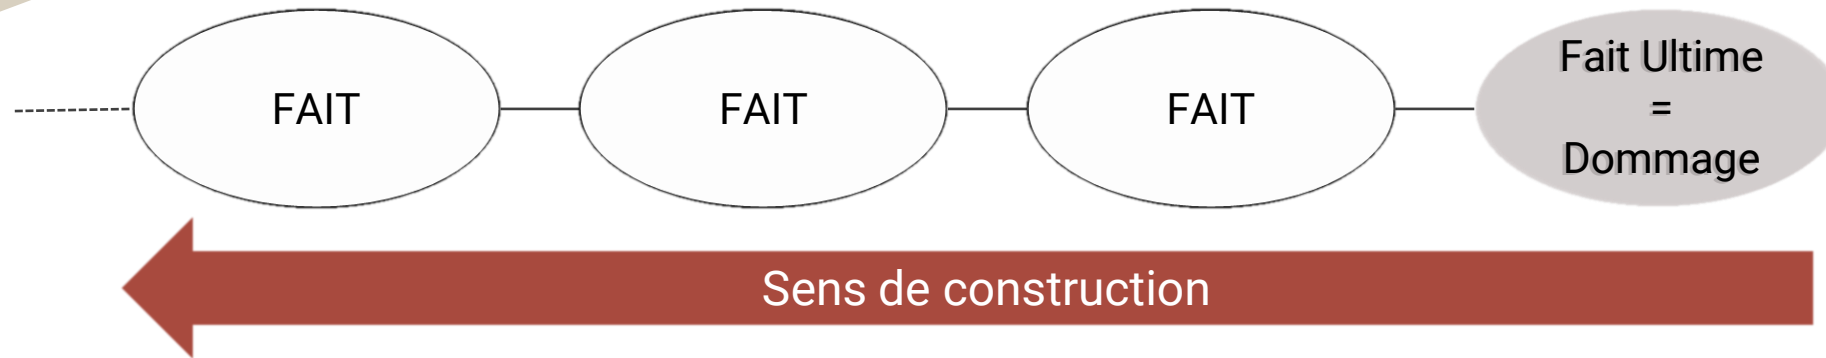 FAIT
FAIT
FAIT
Fait Ultime
=
Dommage
Sens de construction